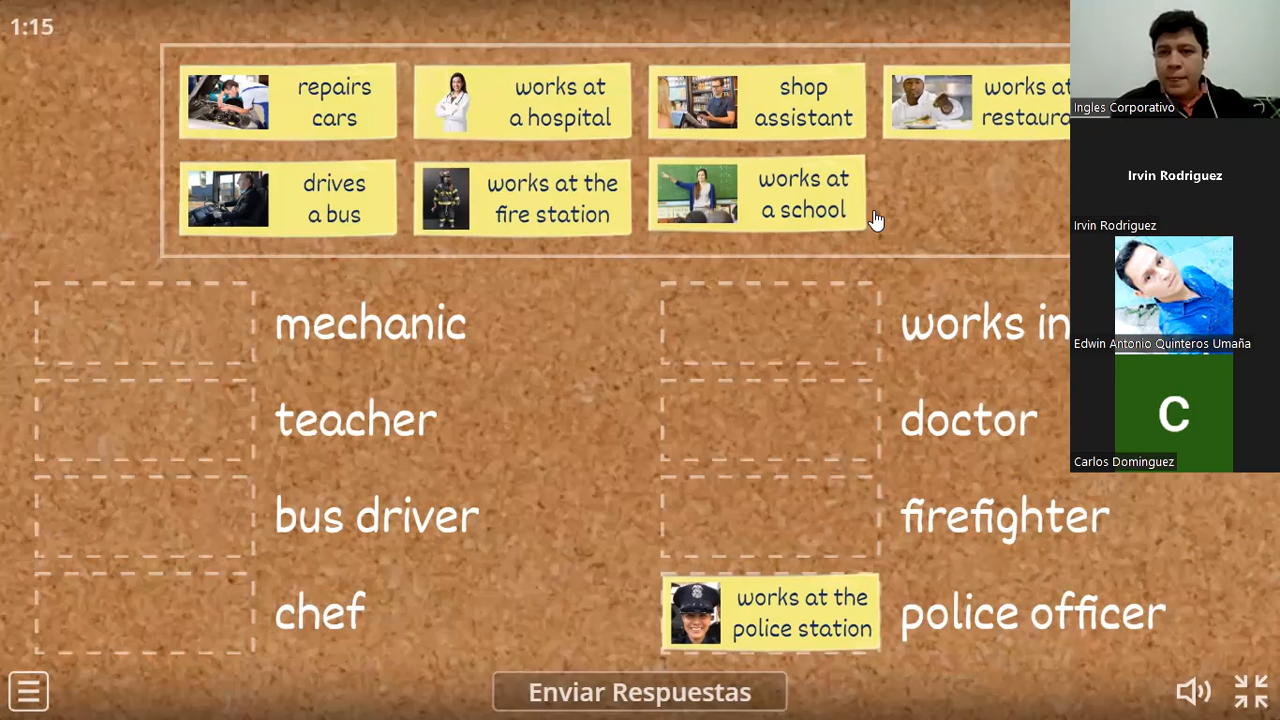 1:15
repairs
cars
works at
a hospital
shop
assistant
works at
drives
a bus
works at the
fire station
works at
a school
mechanic
works in
teacher
doctor
bus driver
firefighter
chef
works at the
police station
police officer
Enviar Respuestas
Ingles Corporativo
Irvin Rodriguez
Irvin Rodriguez
Edwin Antonio Quinteros Umaña
C
Carlos Dominguez